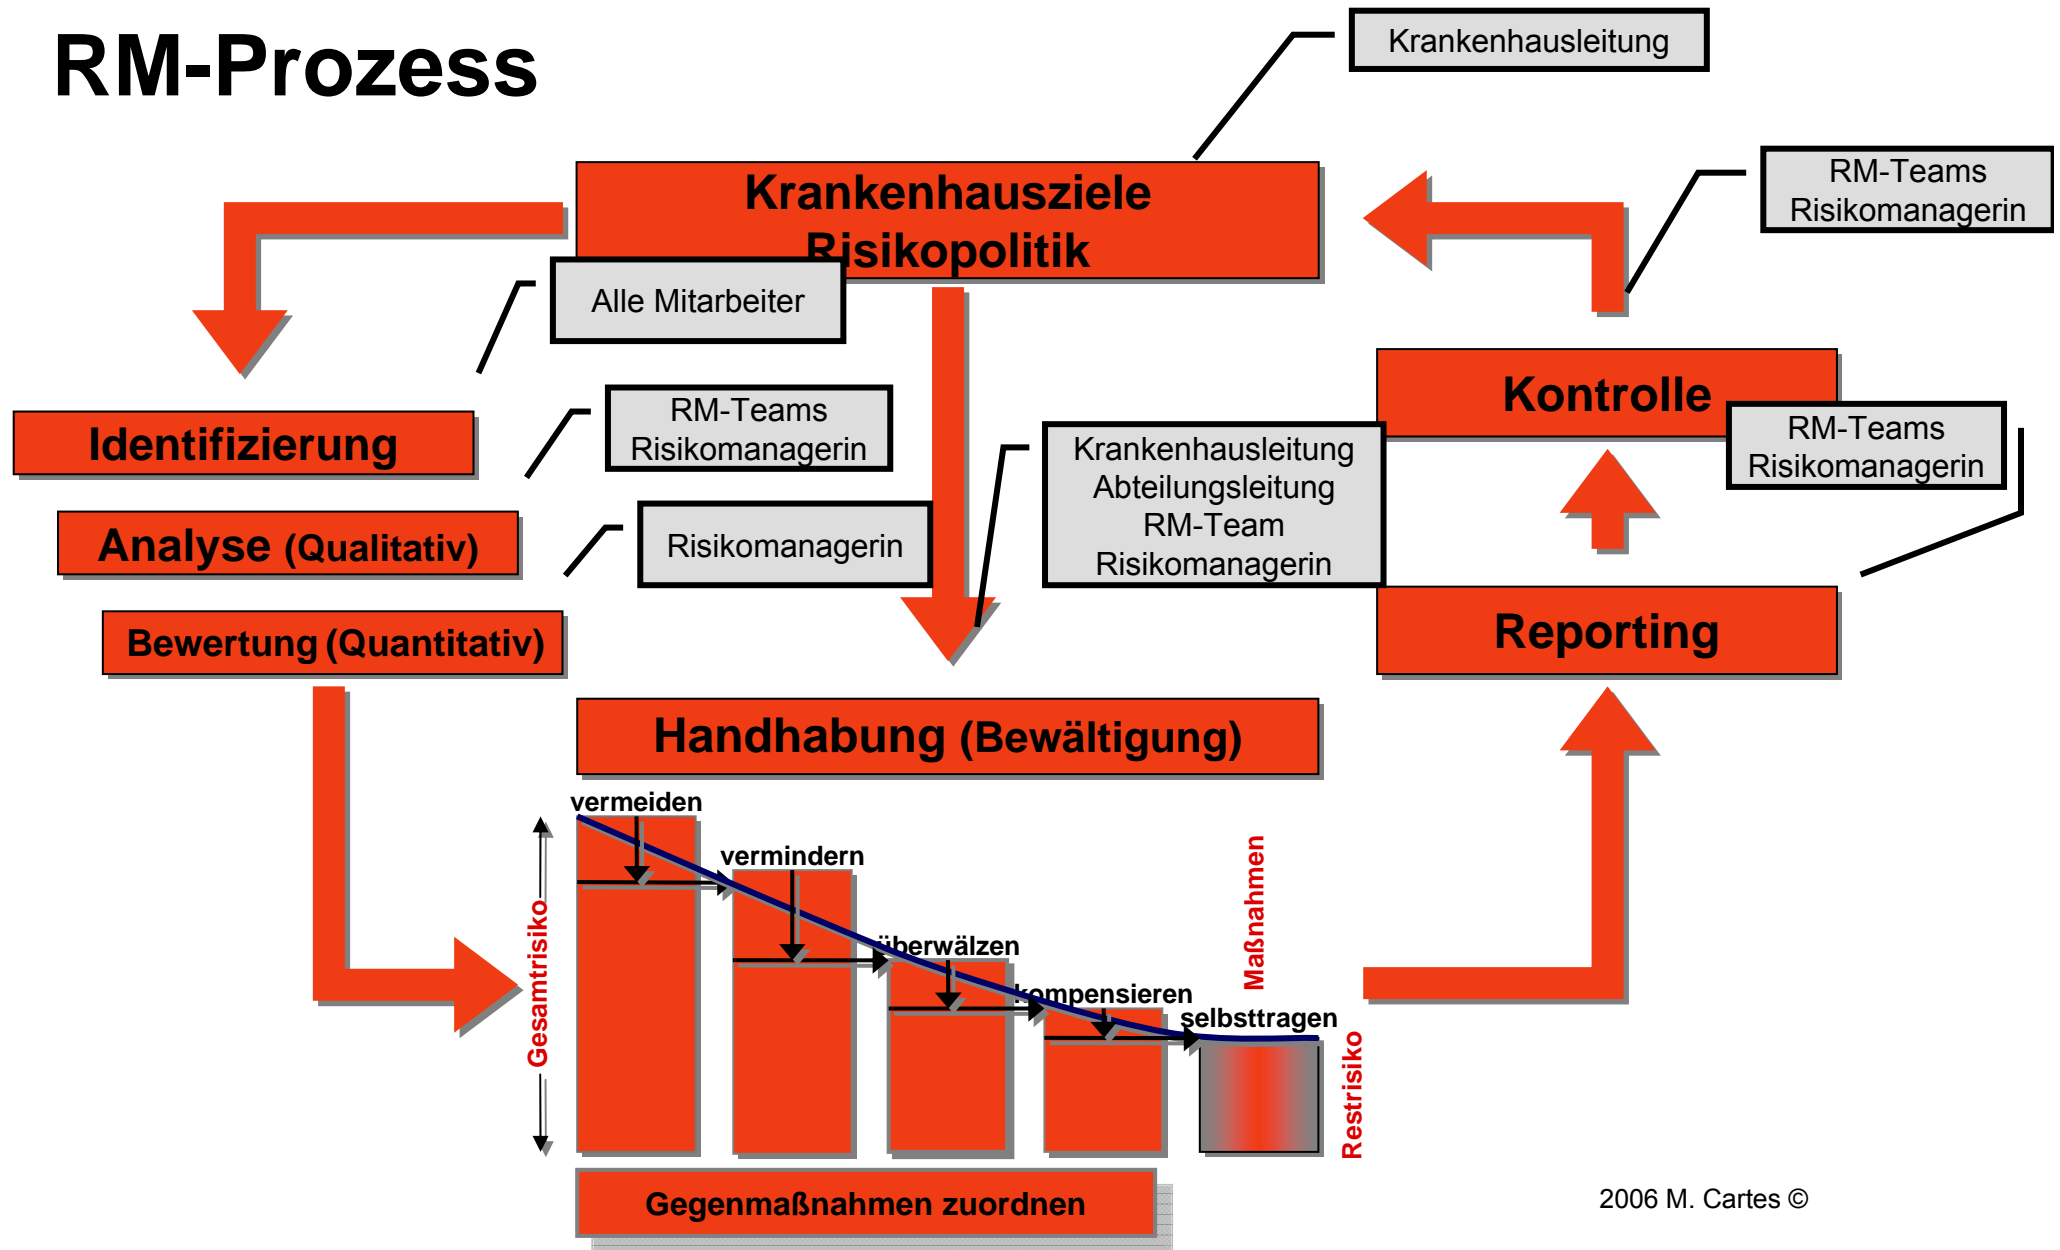 RM-Prozess
Krankenhausleitung
Krankenhausziele
Risikopolitik
RM-Teams
Risikomanagerin
Alle Mitarbeiter
Identifizierung
RM-Teams
Risikomanagerin
Analyse (Qualitativ)
Risikomanagerin
Bewertung (Quantitativ)
Krankenhausleitung
Abteilungsleitung
RM-Team
Risikomanagerin
Kontrolle
RM-Teams
Risikomanagerin
Reporting
Handhabung (Bewältigung)
vermeiden
vermindern
überwälzen
kompensieren
selbsttragen
Gesamtrisiko
Maßnahmen
Restrisiko
Gegenmaßnahmen zuordnen
2006 M. Cartes ©